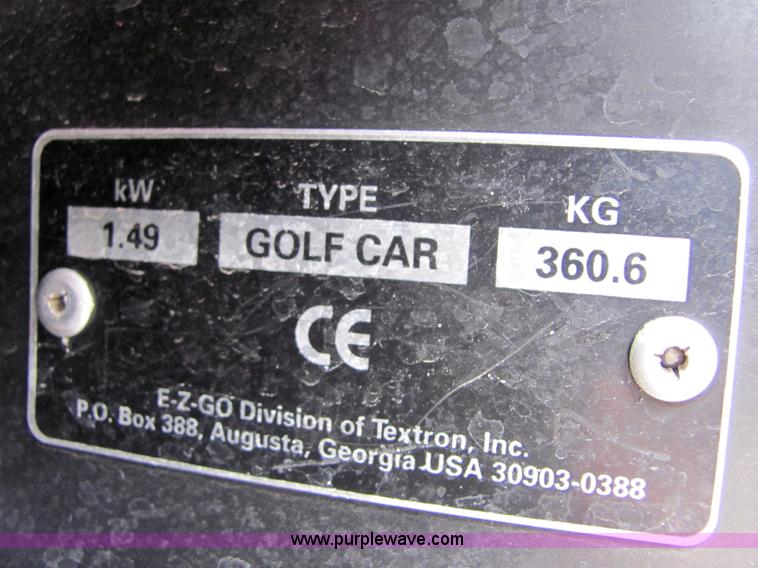 kW TYPE KG
1.49 GOLF CAR 360.6
CE
E-Z-GO Division of Textron, Inc.
P.O. Box 388, Augusta, Georgia USA 30903-0388
www.purplewave.com